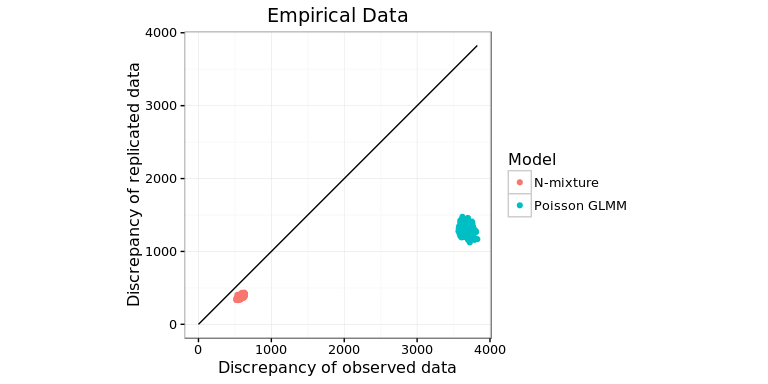 Empirical Data
Discrepancy of replicated data
4000
3000
2000
1000
0
0 1000 2000 3000 4000
Discrepancy of observed data
Model
N-mixture
Poisson GLMM